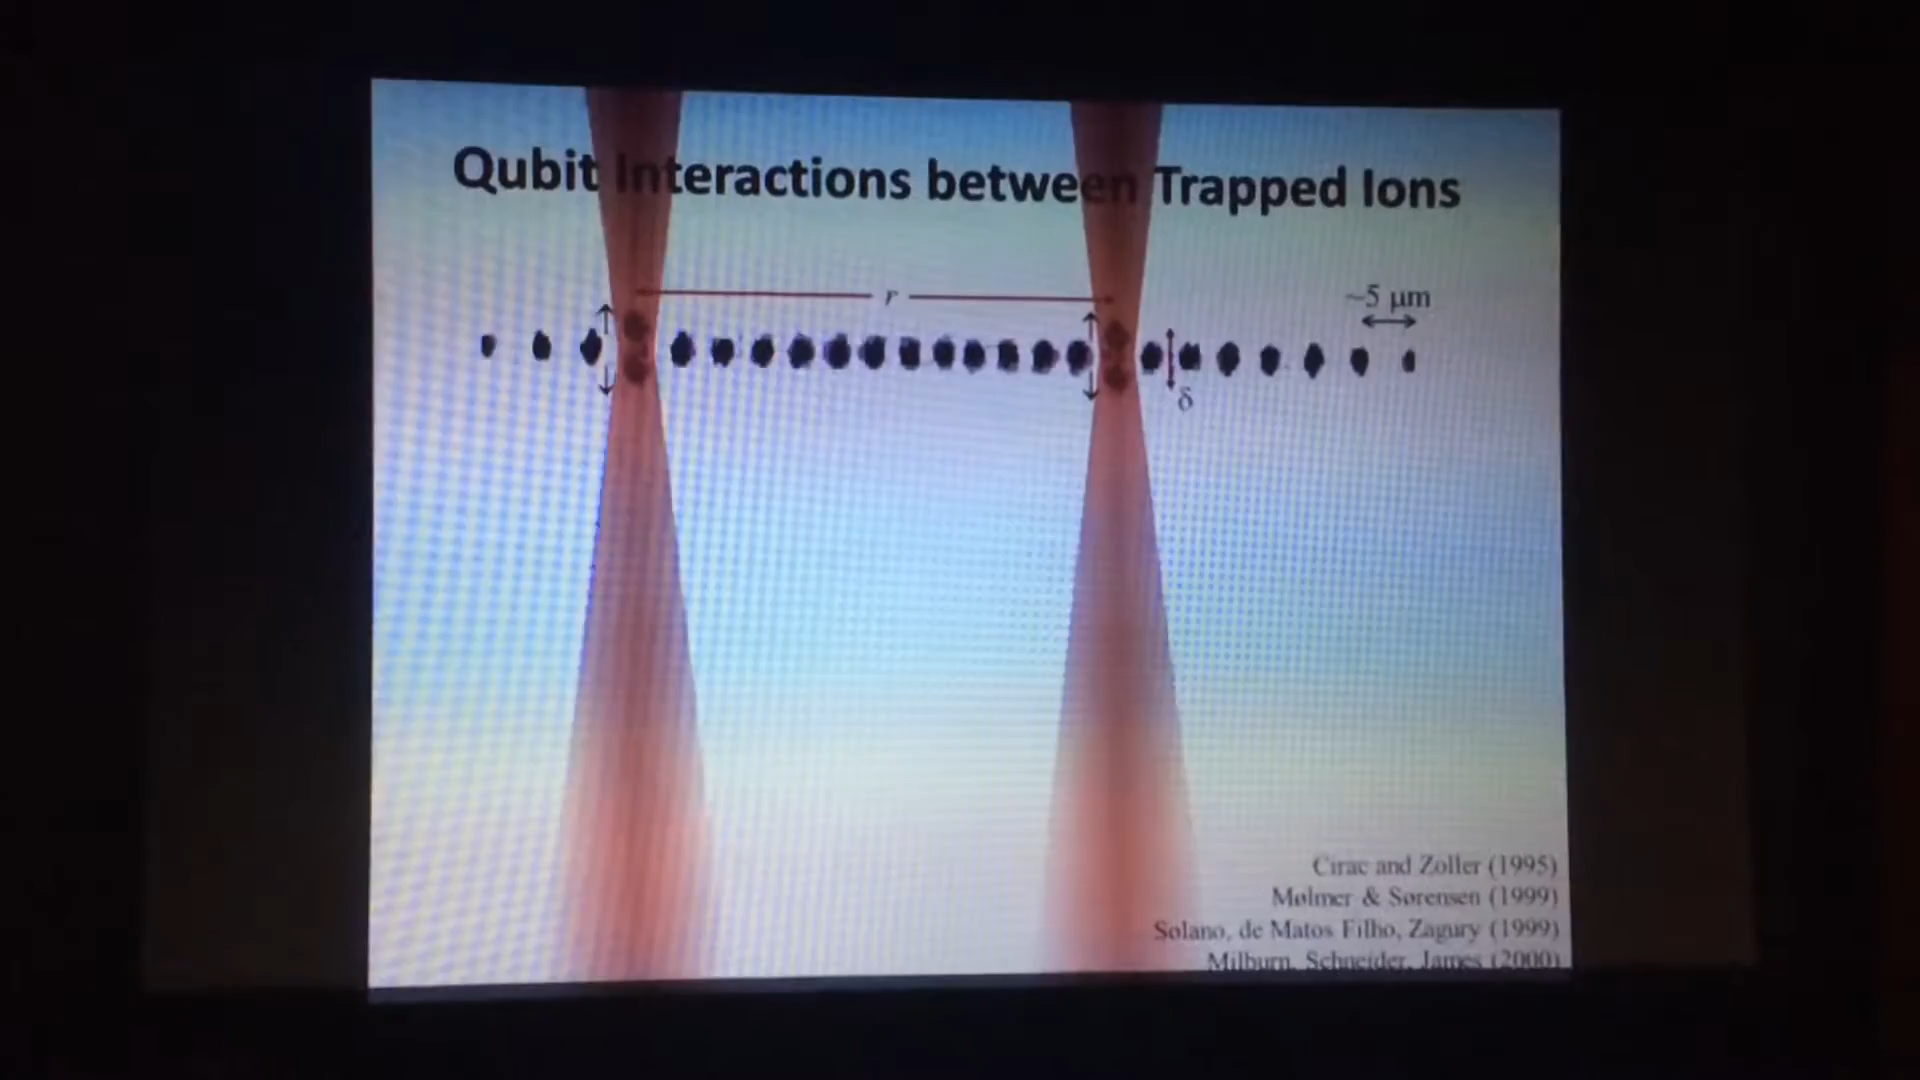 Qubit Interactions between Trapped Ions
r
~5 μm
δ
Cirac and Zoller (1995)
Mølmer & Sørensen (1999)
Solano, de Matos Filho, Zagury (1999)
Milburn, Schneider, James (2000)